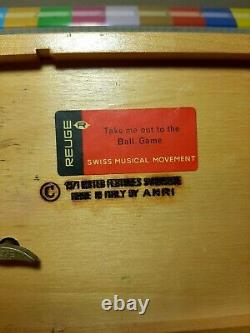 REUGE R
Take me out to the
Ball Game
SWISS MUSICAL MOVEMENT
© 1971 UNITED FEATURES SYNDICATE
MADE IN ITALY BY ANRI
ebay